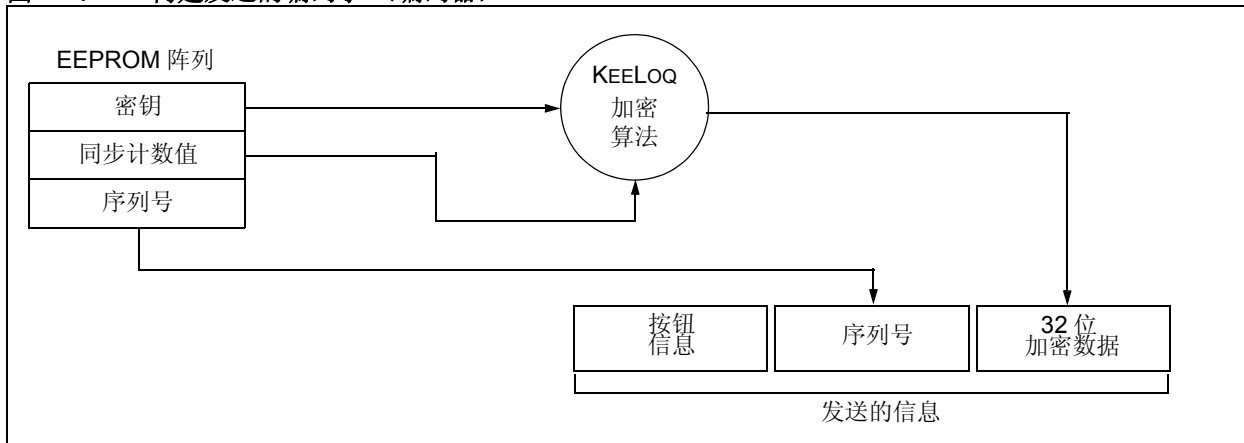 EEPROM 阵列
密钥
同步计数值
序列号
KEELOQ
加密
算法
按钮
信息
序列号
32 位
加密数据
发送的信息